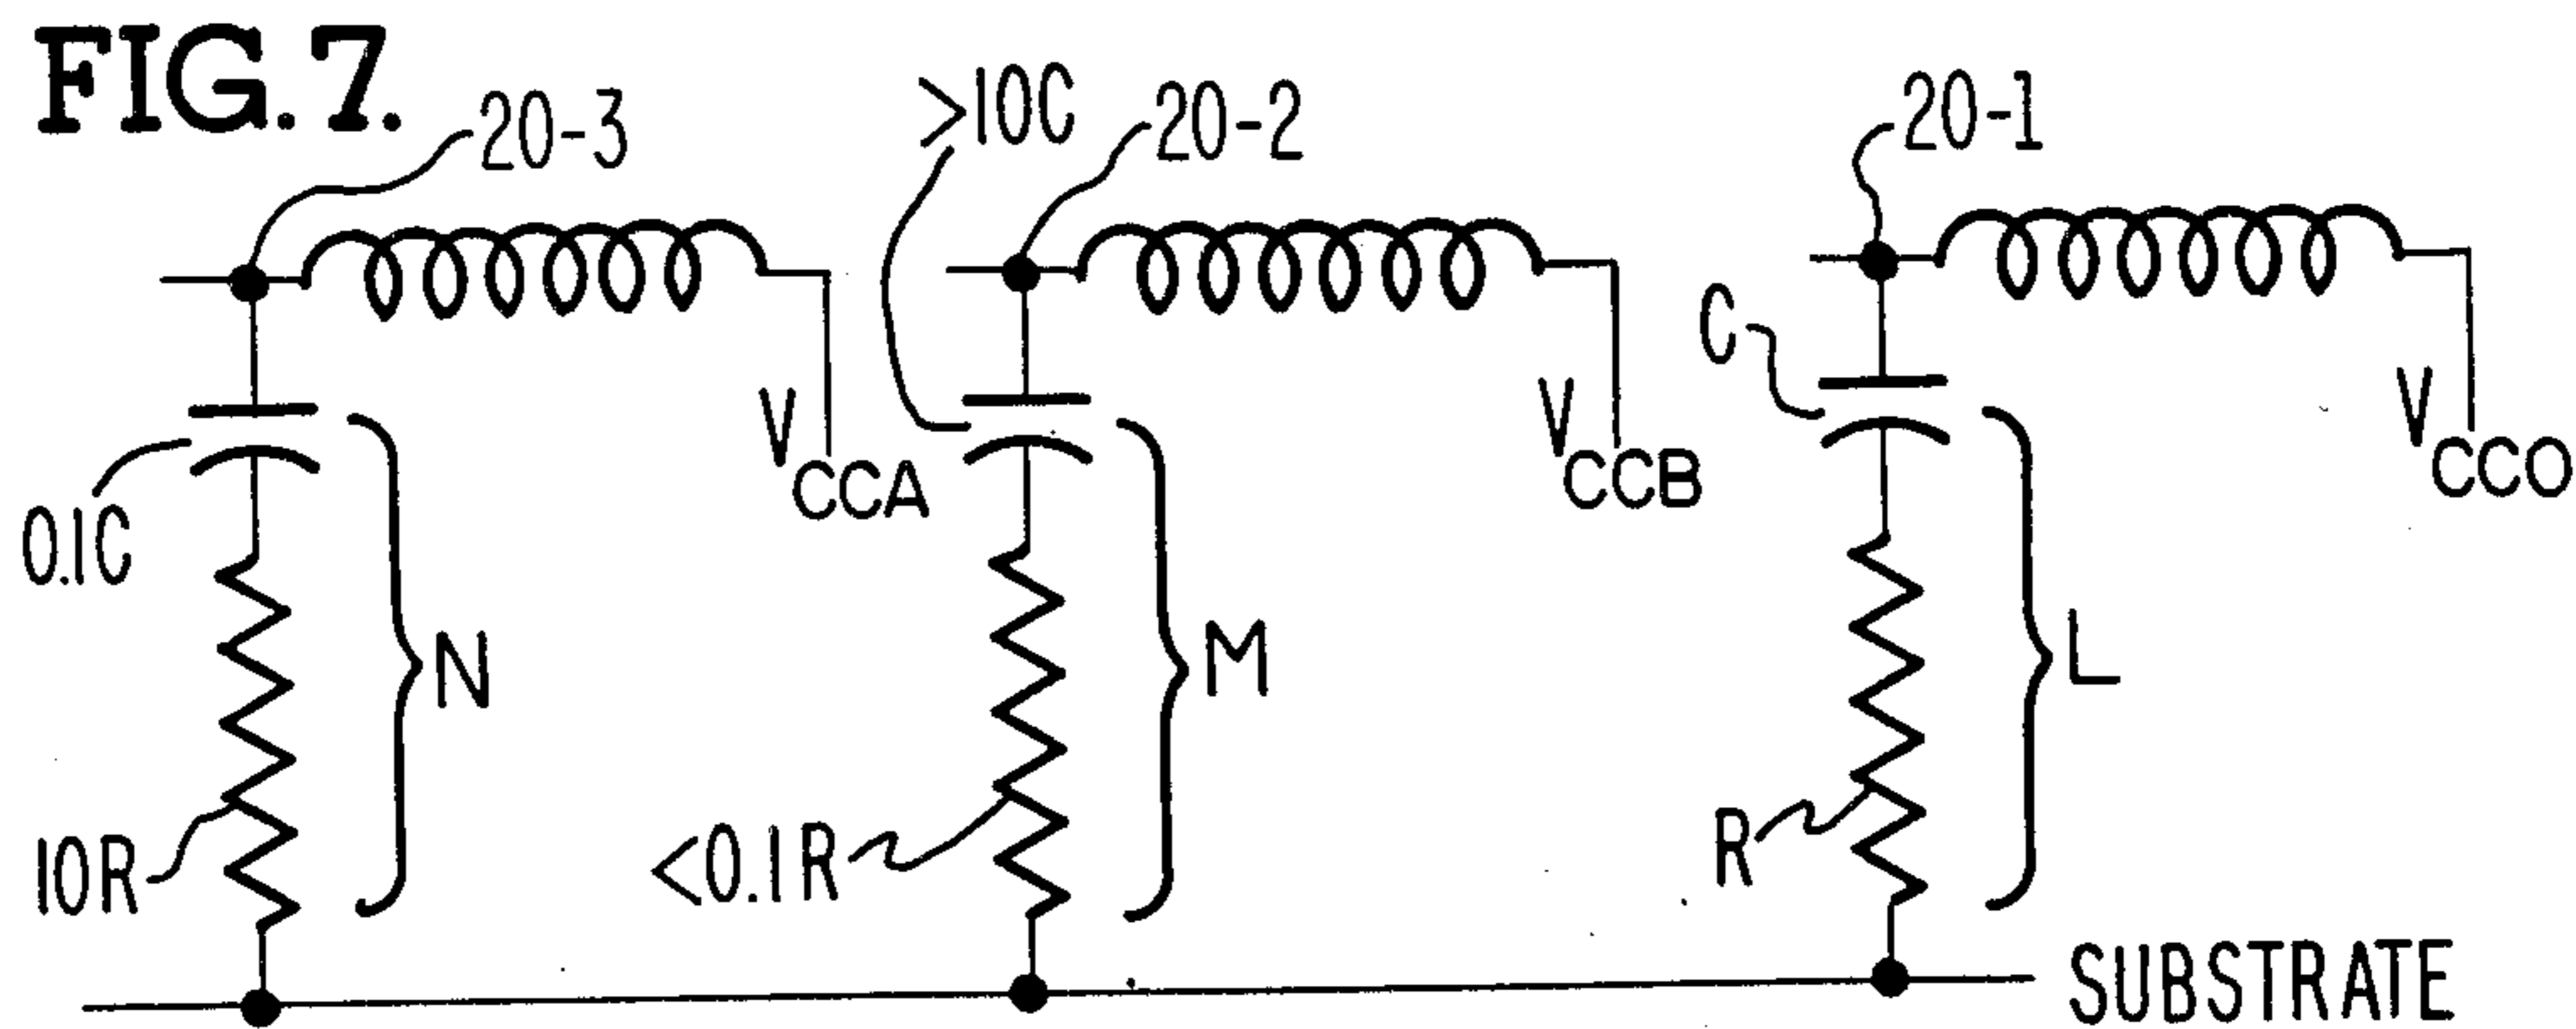 FIG. 7.
20-3
>10C
20-2
20-1
C
V CCA
V CCB
V CCO
0.1C
N
M
L
10R
<0.1R
R
SUBSTRATE